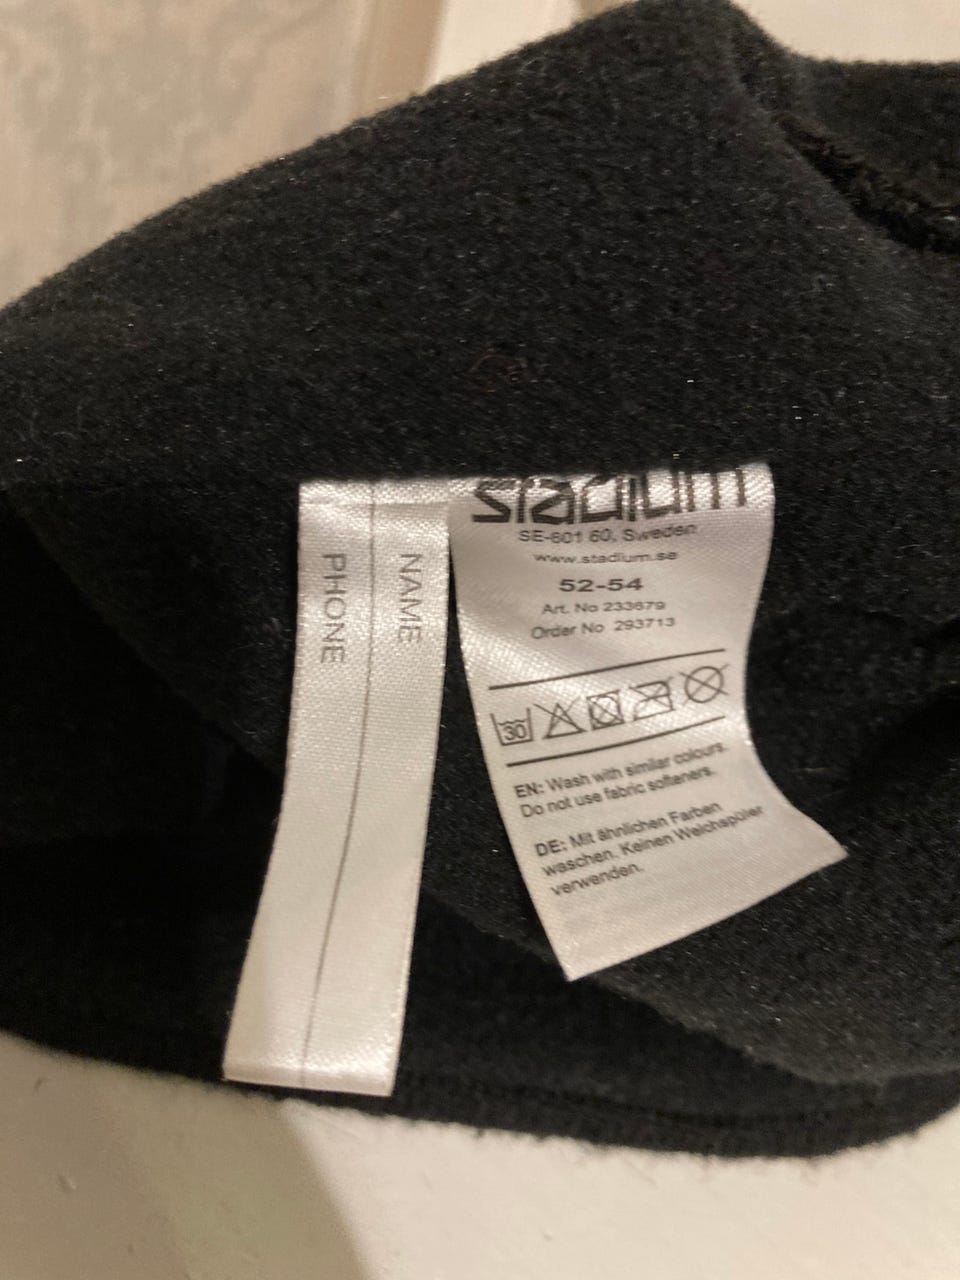 NAME
PHONE
stadium
SE-601 60, Sweden
www.stadium.se
52-54
Art. No 233679
Order No 293713
30
EN: Wash with similar colours.
Do not use fabric softeners.
DE: Mit ähnlichen Farben
waschen. Keinen Weichspüler
verwenden.